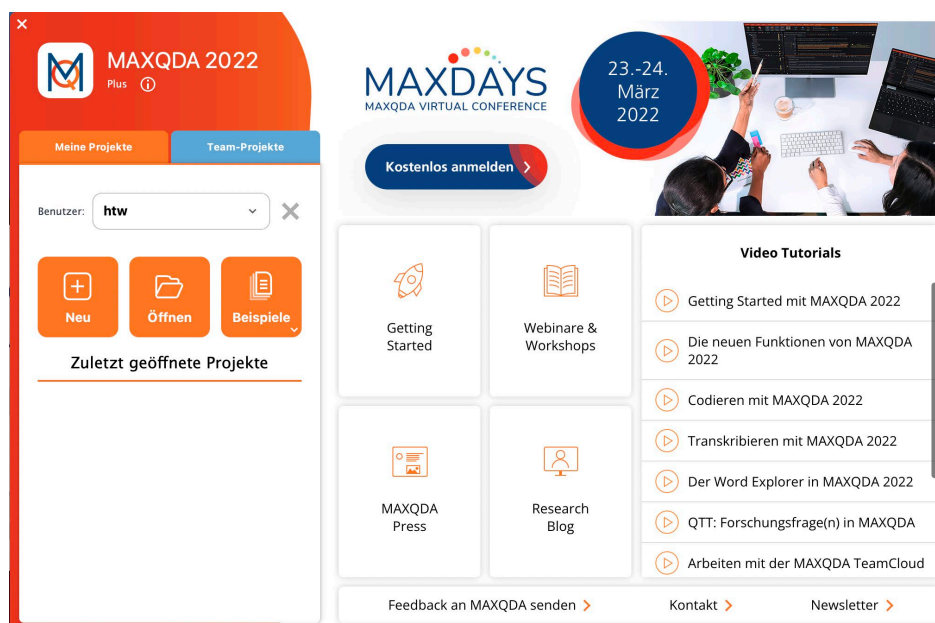 MAXQDA 2022
Plus
Meine Projekte
Team-Projekte
Benutzer:
htw
Neu
Öffnen
Beispiele
Zuletzt geöffnete Projekte
MAXDAYS
MAXQDA VIRTUAL CONFERENCE
Kostenlos anmelden
23.-24.
März
2022
Getting
Started
Webinare &
Workshops
MAXQDA
Press
Research
Blog
Video Tutorials
Getting Started mit MAXQDA 2022
Die neuen Funktionen von MAXQDA
2022
Codieren mit MAXQDA 2022
Transkribieren mit MAXQDA 2022
Der Word Explorer in MAXQDA 2022
QTT: Forschungsfrage(n) in MAXQDA
Arbeiten mit der MAXQDA TeamCloud
Feedback an MAXQDA senden
Kontakt
Newsletter